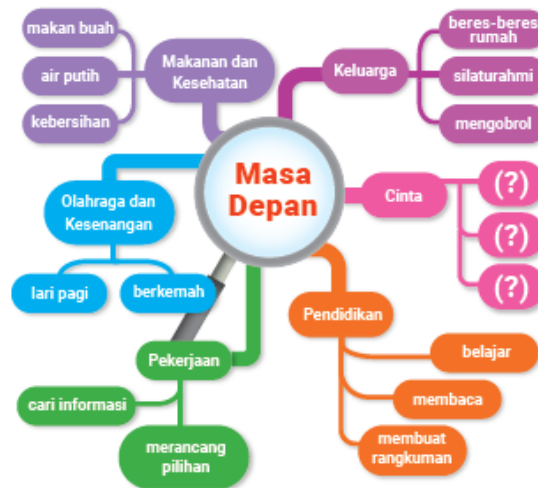 Masa
Depan
makan buah
air putih
kebersihan
Makanan dan
Kesehatan
Keluarga
beres-beres
rumah
silaturahmi
mengobrol
Cinta
(?)
(?)
(?)
Olahraga dan
Kesenangan
lari pagi
berkemah
Pendidikan
belajar
membaca
membuat
rangkuman
Pekerjaan
cari informasi
merancang
pilihan